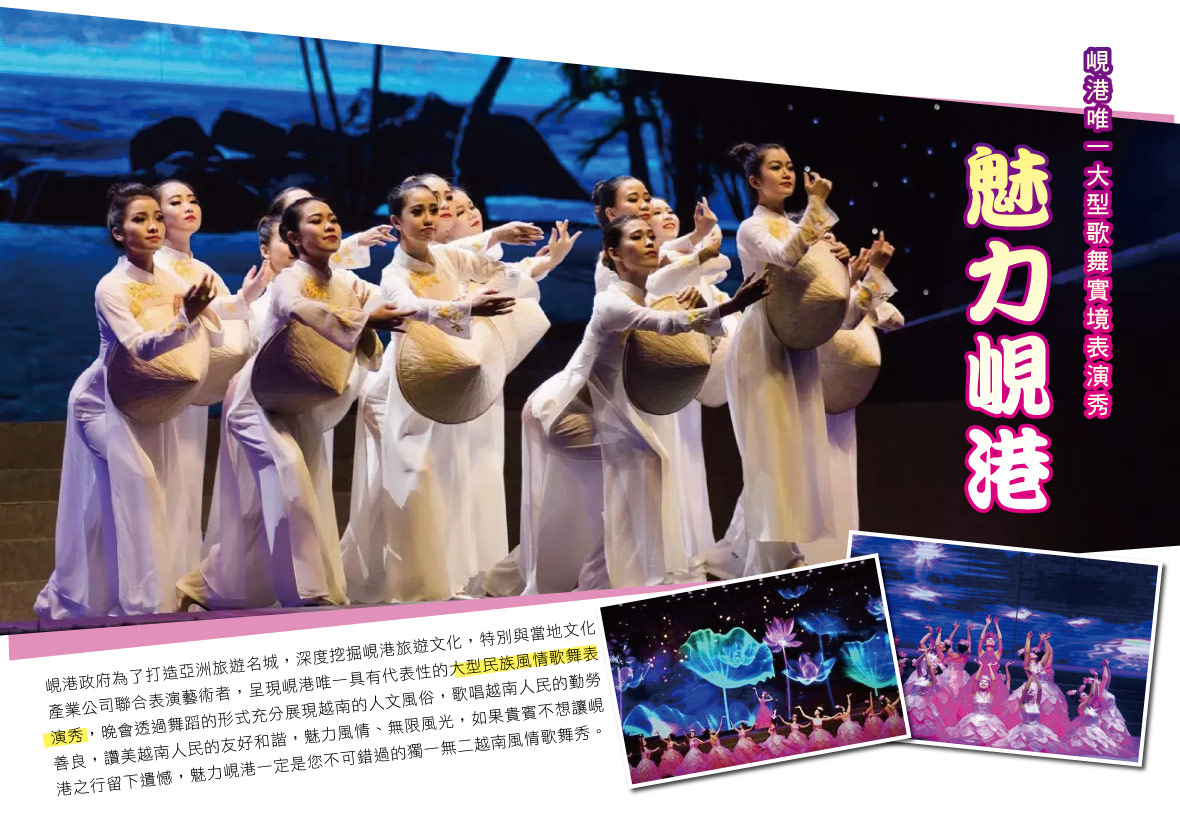 峴港唯一大型歌舞實境表演秀
魅力峴港
峴港政府為了打造亞洲旅遊名城，深度挖掘峴港旅遊文化，特別與當地文化
產業公司聯合表演藝術者，呈現峴港唯一具有代表性的大型民族風情歌舞表
演秀，晚會透過舞蹈的形式充分展現越南的人文風俗，歌唱越南人民的勤勞
善良，讚美越南人民的友好和諧，魅力風情、無限風光，如果貴賓不想讓峴
港之行留下遺憾，魅力峴港一定是您不可錯過的獨一無二越南風情歌舞秀。